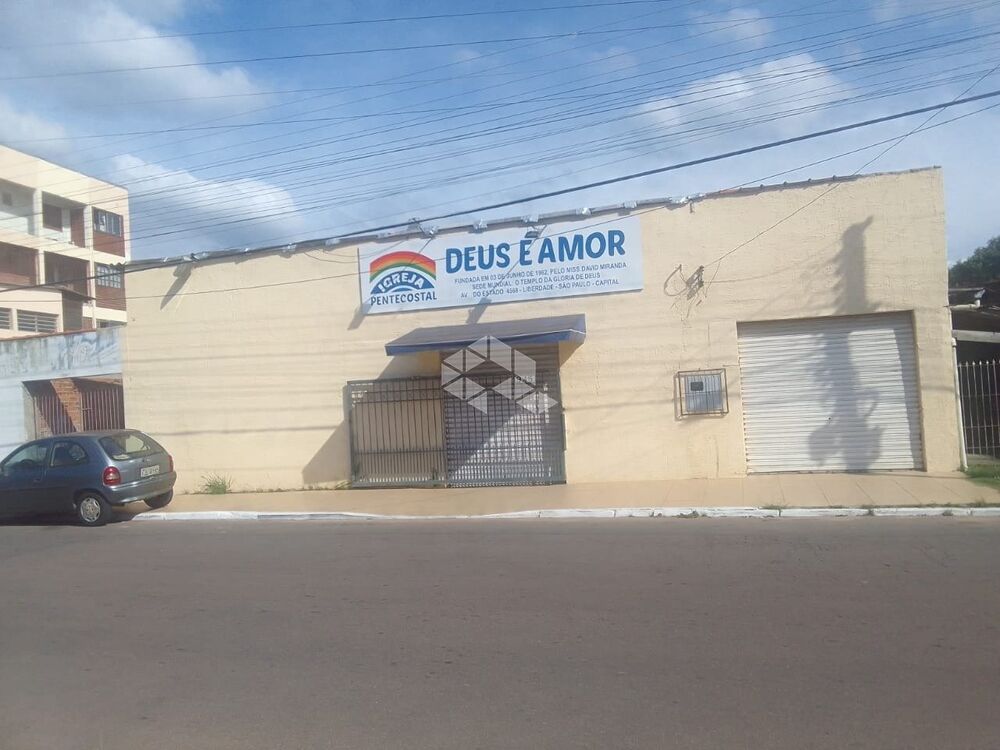 IGREJA
PENTECOSTAL
DEUS É AMOR
FUNDADA EM 03 DE JUNHO DE 1962, PELO MISS. DAVID MIRANDA
SEDE MUNDIAL: O TEMPLO DA GLORIA DE DEUS
AV. DO ESTADO 4568 - LIBERDADE - SÃO PAULO - CAPITAL